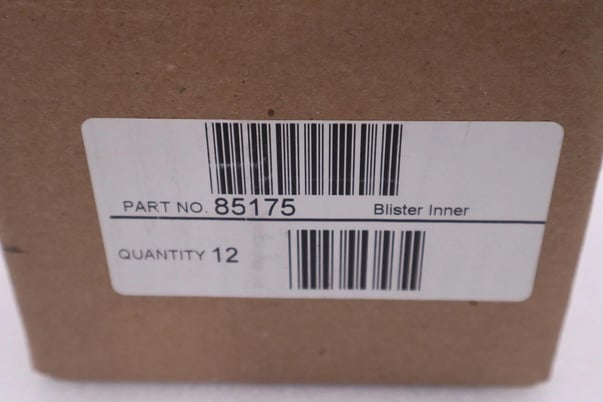 PART NO. 85175 Blister Inner
QUANTITY 12